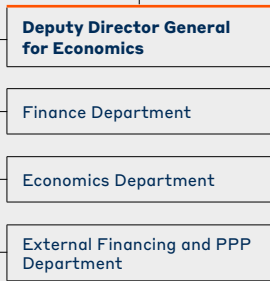 Deputy Director General
for Economics
Finance Department
Economics Department
External Financing and PPP
Department